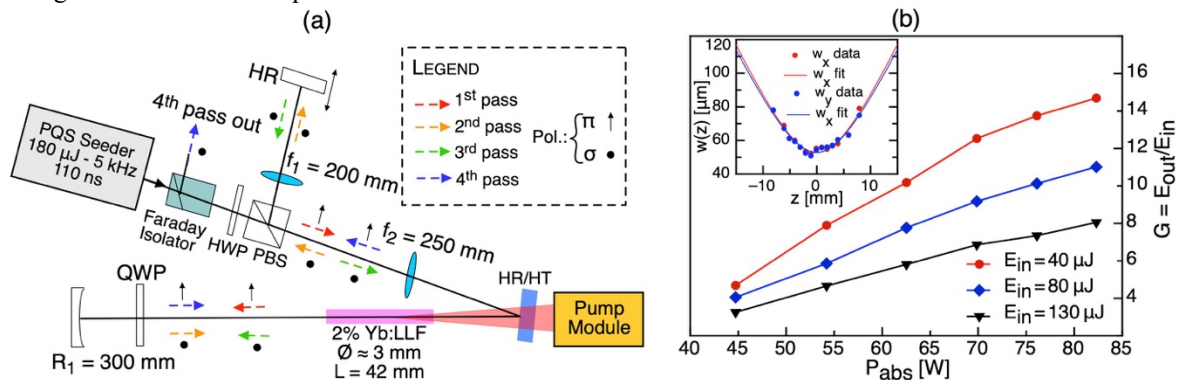 (a)
HR
4th pass out
PQS Seeder
180 μJ - 5 kHz
110 ns
f1 = 200 mm
Faraday
Isolator
HWP
PBS
f2 = 250 mm
LEGEND
1st pass
2nd pass
3rd pass
4th pass
Pol.: { π ↑
σ ●
QWP
HR/HT
Pump
Module
R1 = 300 mm
2% Yb:LLF
Ø ≈ 3 mm
L = 42 mm
(b)
120
100
80
60
40
w(z) [μm]
wx data
wx fit
wy data
wx fit
−10
0
10
z [mm]
16
14
12
10
8
6
4
G = Eout/Ein
Ein = 40 μJ
Ein = 80 μJ
Ein = 130 μJ
40
45
50
55
60
65
70
75
80
85
Pabs [W]